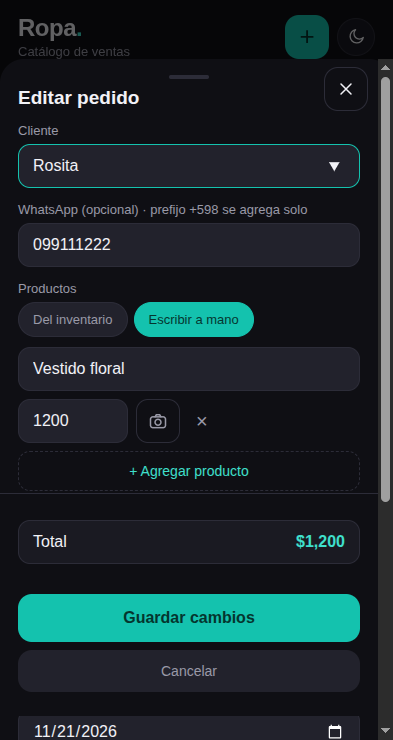 Ropa.
Catálogo de ventas
Editar pedido
Cliente
Rosita
WhatsApp (opcional) · prefijo +598 se agrega solo
099111222
Productos
Del inventario Escribir a mano
Vestido floral
1200
+ Agregar producto
Total $1,200
Guardar cambios
Cancelar
11/21/2026